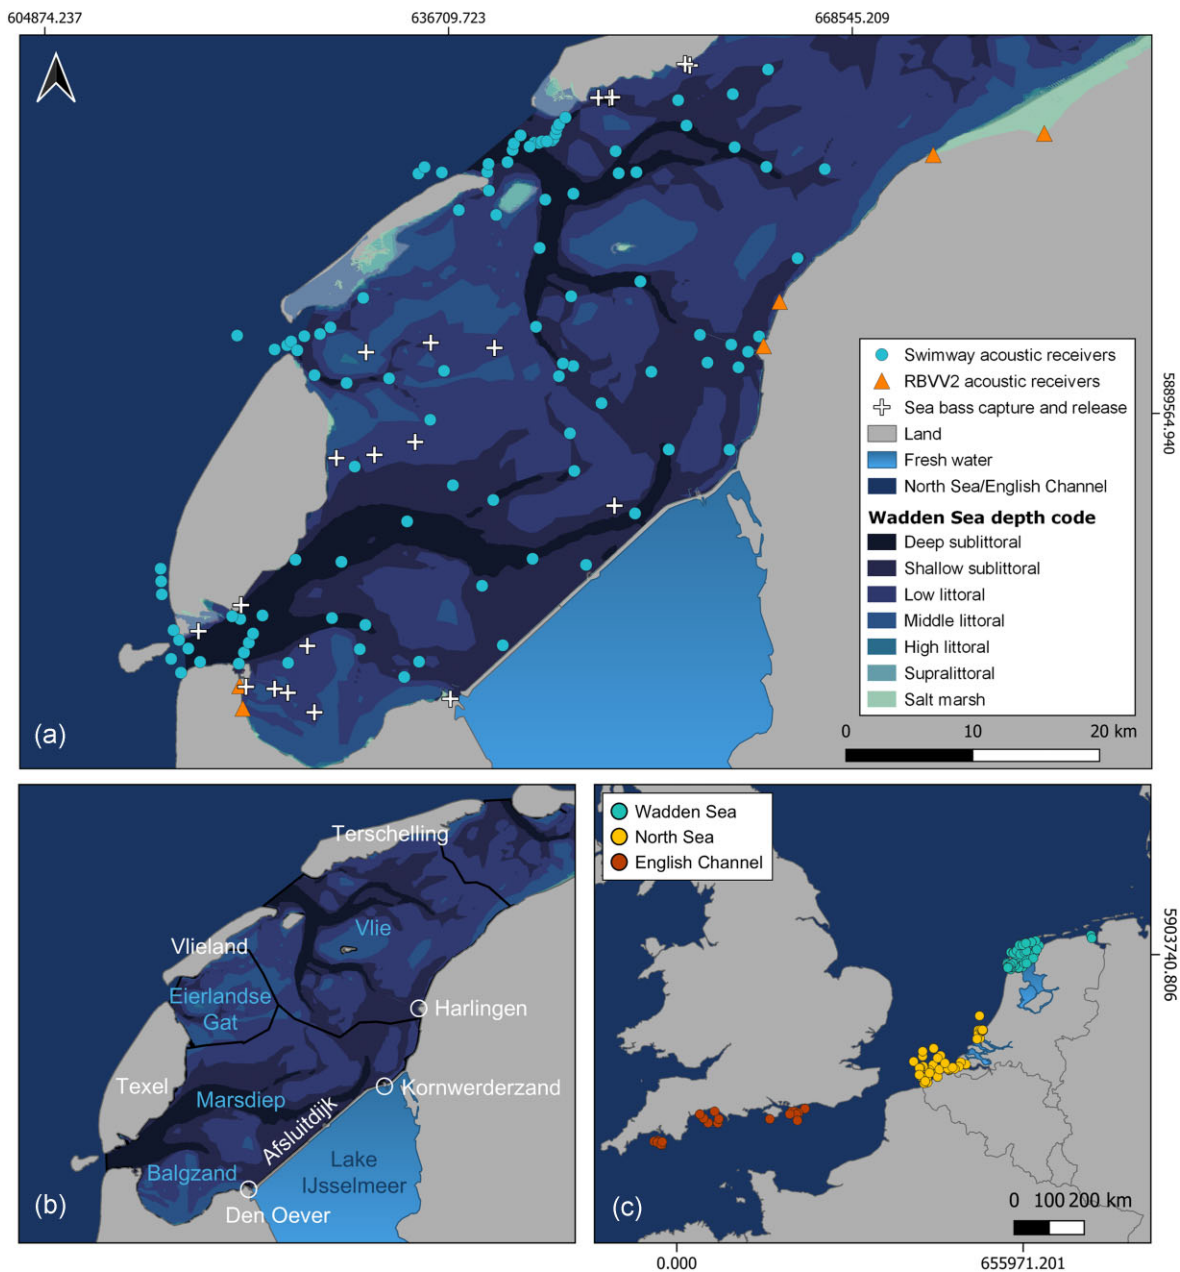 604874.237
636709.723
668545.209
5889564.940
Swimway acoustic receivers
RBVV2 acoustic receivers
Sea bass capture and release
Land
Fresh water
North Sea/English Channel
Wadden Sea depth code
Deep sublittoral
Shallow sublittoral
Low littoral
Middle littoral
High littoral
Supralittoral
Salt marsh
0 10 20 km
(a)
Terschelling
Vlie
Vlieland
Eierlandse
Gat
Harlingen
Texel
Marsdiep
Kornwerderzand
Afsluitdijk
Balgzand
Lake
IJsselmeer
Den Oever
(b)
Wadden Sea
North Sea
English Channel
5903740.806
0 100 200 km
(c)
0.000
655971.201